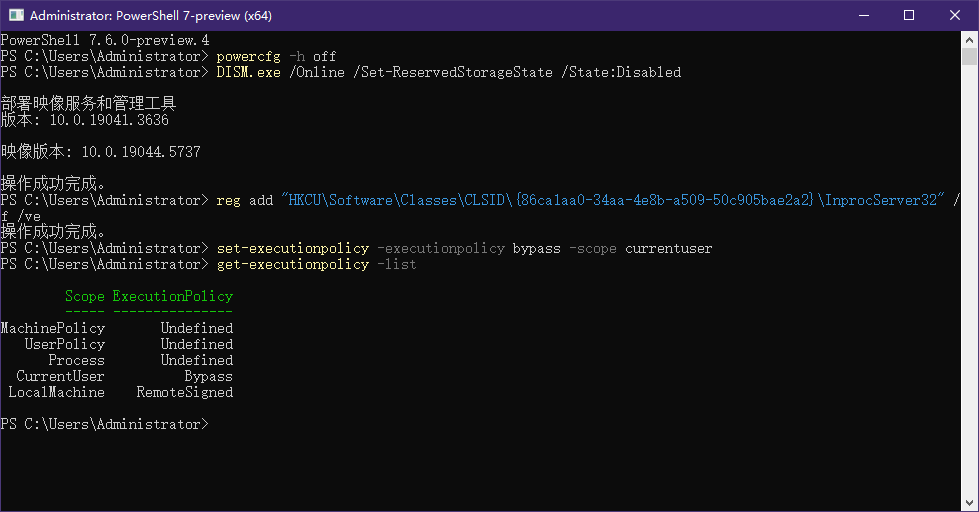 Administrator: PowerShell 7-preview (x64)
PowerShell 7.6.0-preview.4
PS C:\Users\Administrator> powercfg -h off
PS C:\Users\Administrator> DISM.exe /Online /Set-ReservedStorageState /State:Disabled
部署映像服务和管理工具
版本: 10.0.19041.3636
映像版本: 10.0.19044.5737
操作成功完成。
PS C:\Users\Administrator> reg add "HKCU\Software\Classes\CLSID\{86ca1aa0-34aa-4e8b-a509-50c905bae2a2}\InprocServer32" /
f /ve
操作成功完成。
PS C:\Users\Administrator> set-executionpolicy -executionpolicy bypass -scope currentuser
PS C:\Users\Administrator> get-executionpolicy -list
Scope ExecutionPolicy
----- ---------------
MachinePolicy Undefined
UserPolicy Undefined
Process Undefined
CurrentUser Bypass
LocalMachine RemoteSigned
PS C:\Users\Administrator>